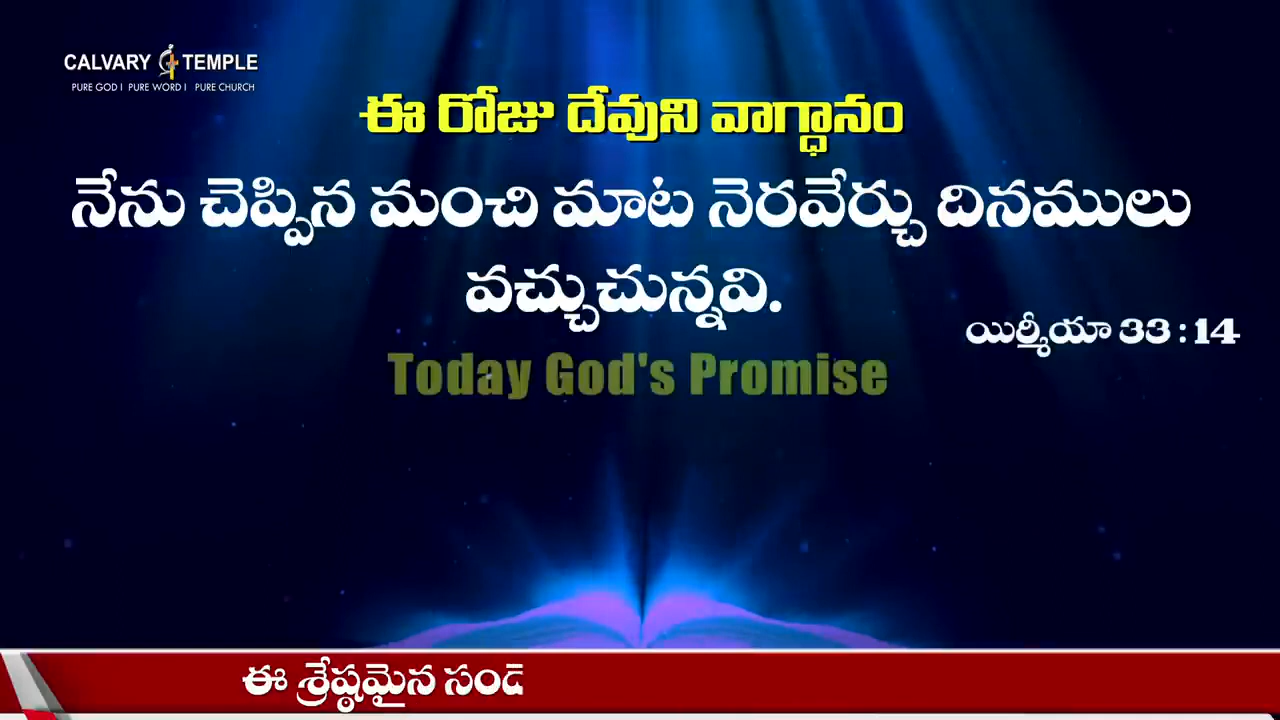 CALVARY TEMPLE
PURE GOD I PURE WORD I PURE CHURCH
ఈ రోజు దేవుని వాగ్ధానం
నేను చెప్పిన మంచి మాట నెరవేర్చు దినములు
వచ్చుచున్నవి.
యిర్మీయా 33 : 14
Today God's Promise
ఈ శ్రేష్ఠమైన